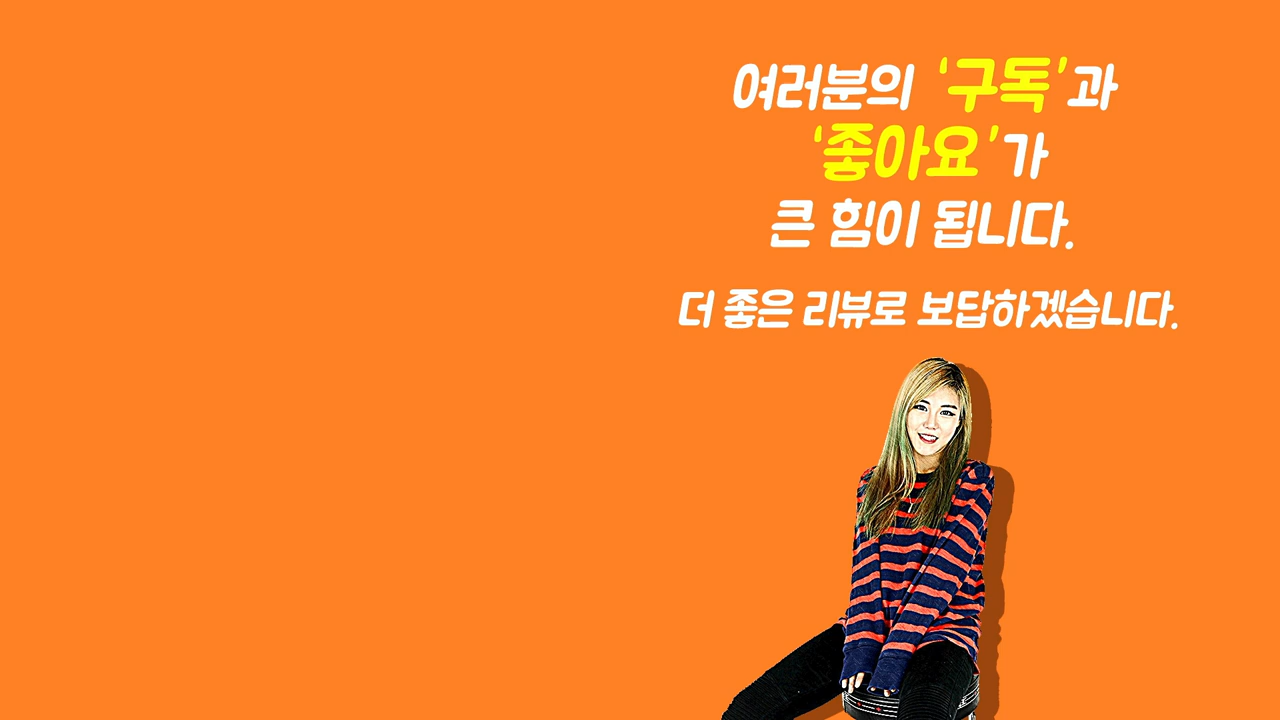 여러분의 '구독'과
'좋아요'가
큰 힘이 됩니다.
더 좋은 리뷰로 보답하겠습니다.